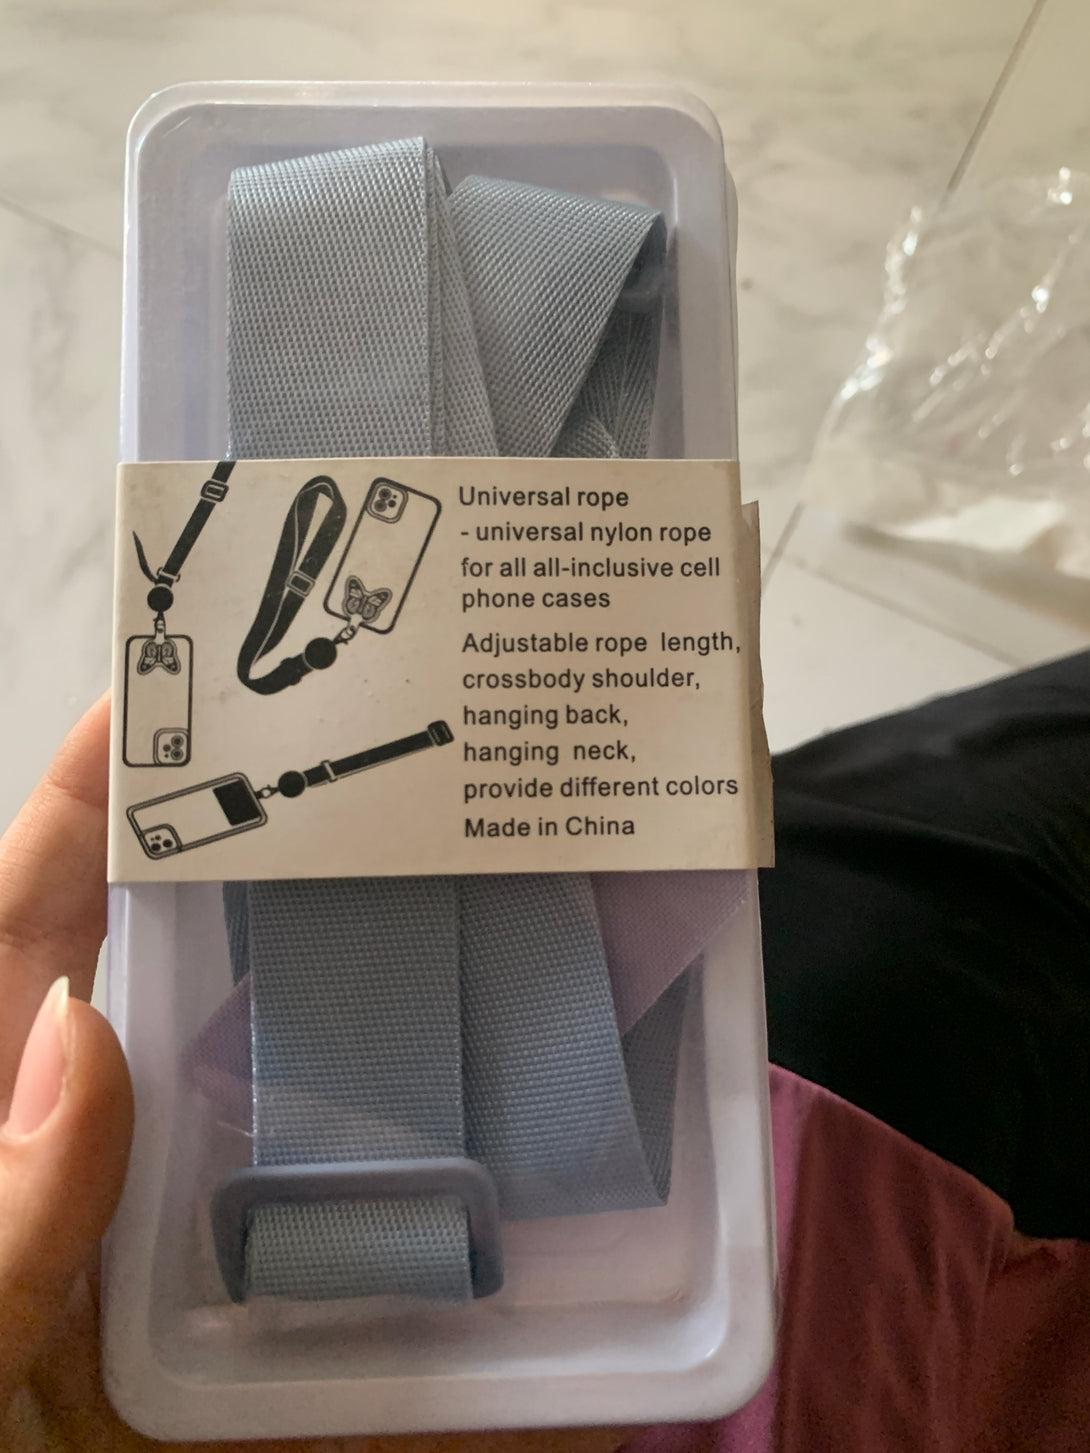 Universal rope
- universal nylon rope
for all all-inclusive cell
phone cases
Adjustable rope length,
crossbody shoulder,
hanging back,
hanging neck,
provide different colors
Made in China